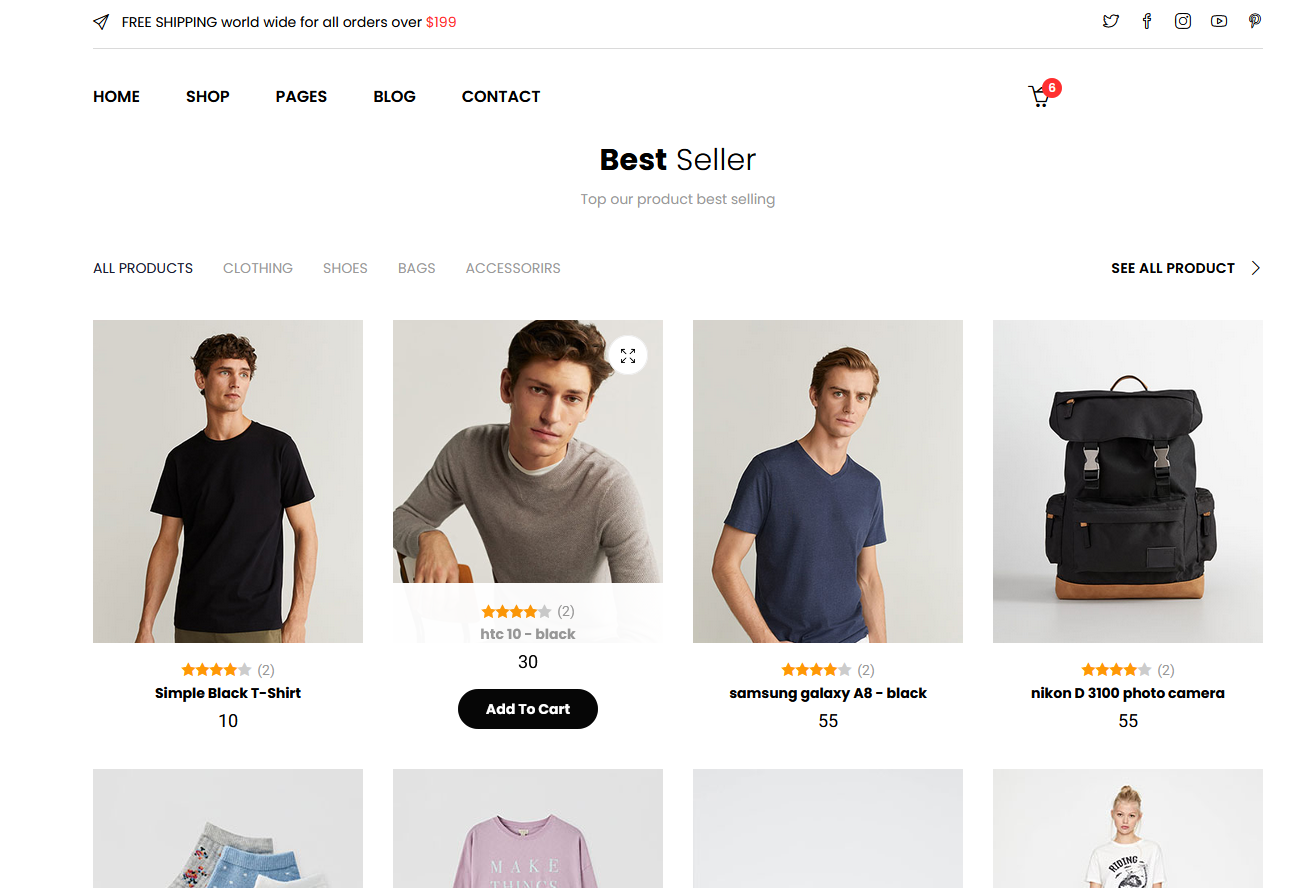 FREE SHIPPING world wide for all orders over $199
HOME SHOP PAGES BLOG CONTACT
6
Best Seller
Top our product best selling
ALL PRODUCTS CLOTHING SHOES BAGS ACCESSORIRS
SEE ALL PRODUCT
(2)
Simple Black T-Shirt
10
(2)
htc 10 - black
30
Add To Cart
(2)
samsung galaxy A8 - black
55
(2)
nikon D 3100 photo camera
55
MAKE
THINGS
RIDING